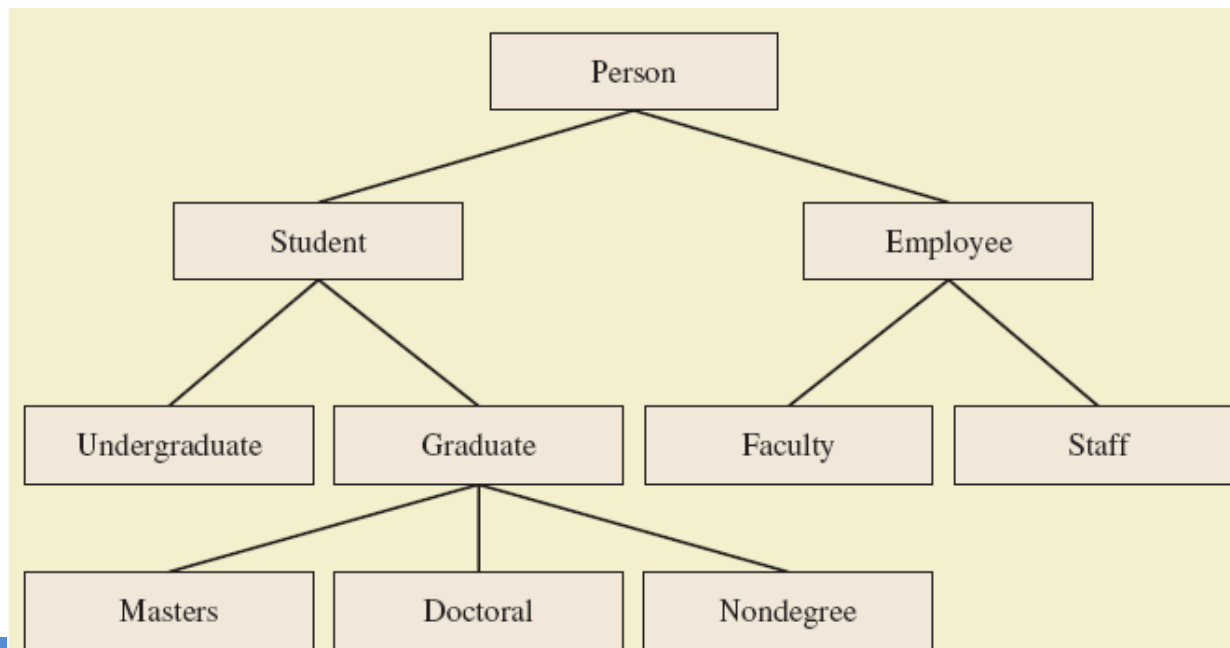 Person
Student
Employee
Undergraduate
Graduate
Faculty
Staff
Masters
Doctoral
Nondegree